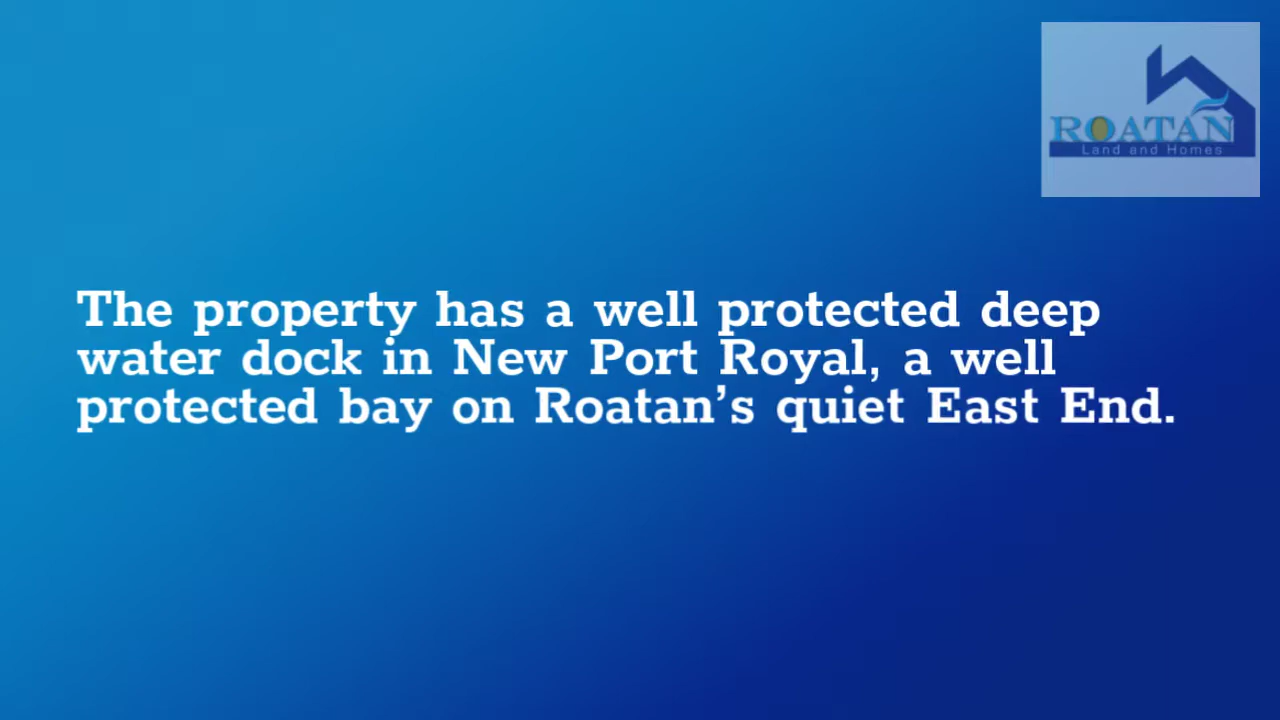 ROATAN
Land and Homes
The property has a well protected deep
water dock in New Port Royal, a well
protected bay on Roatan’s quiet East End.